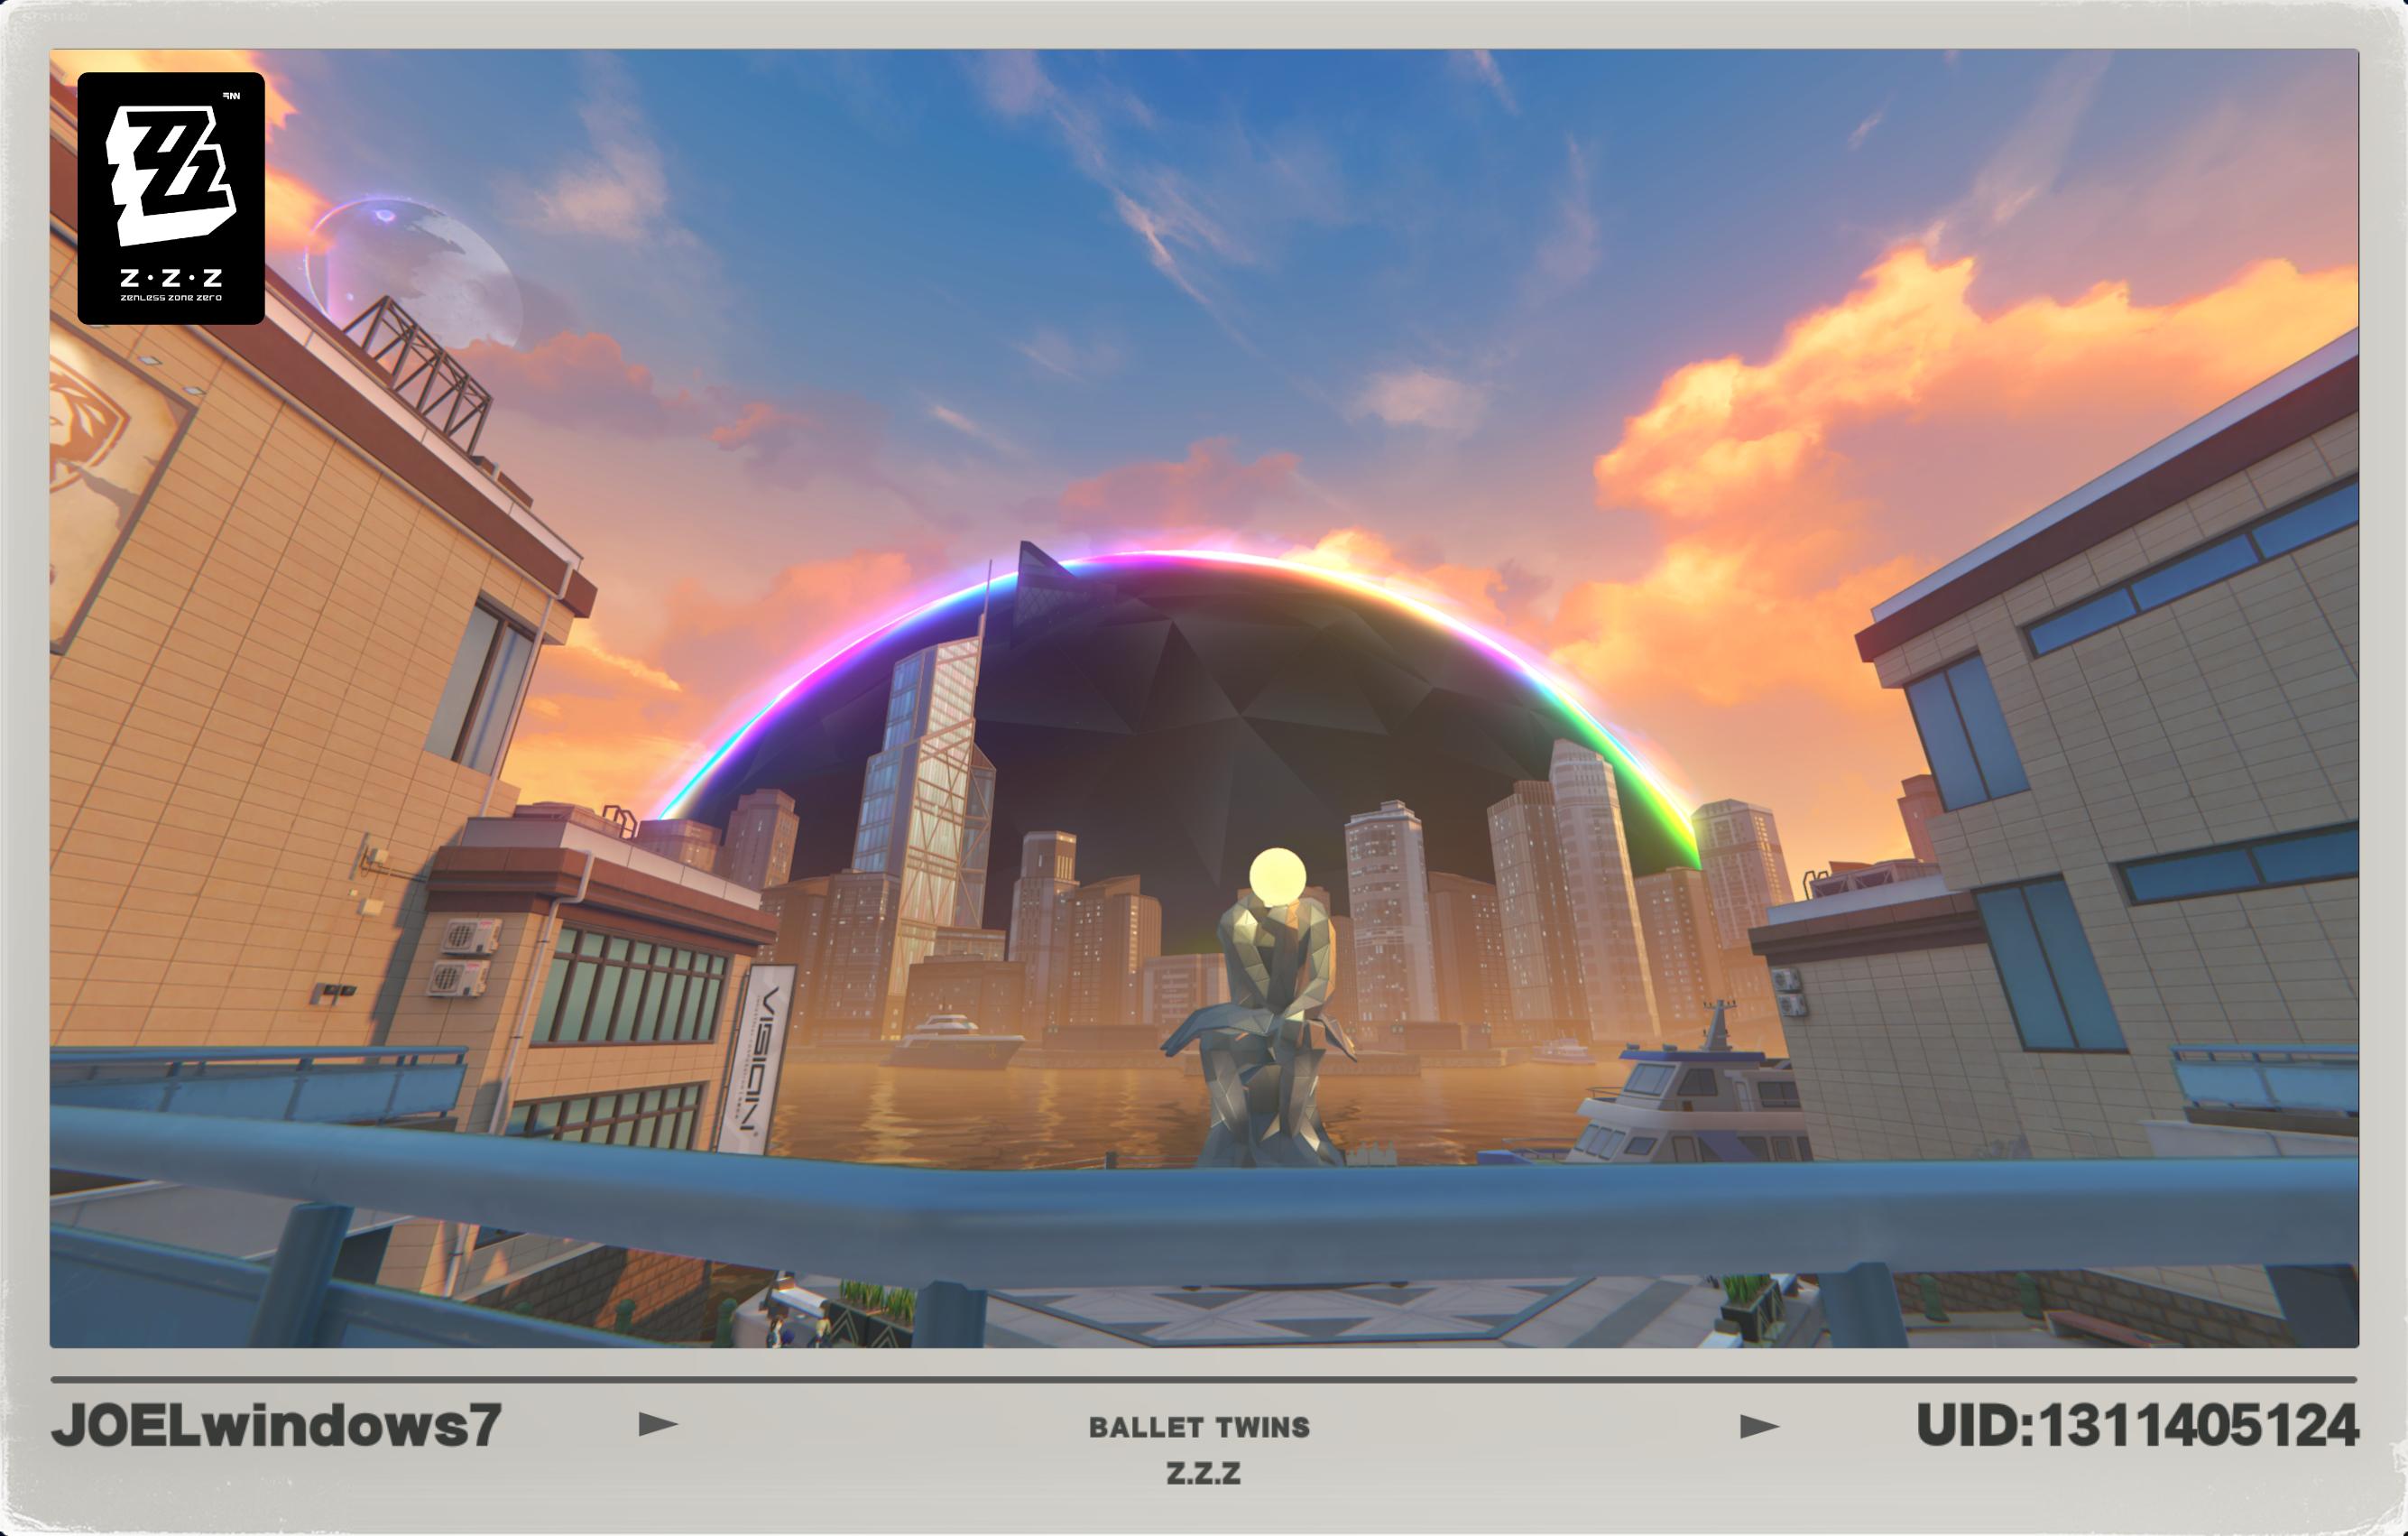 Z·Z·Z
ZENLESS ZONE ZERO
VISION
JOELwindows7
BALLET TWINS
Z.Z.Z
UID:1311405124